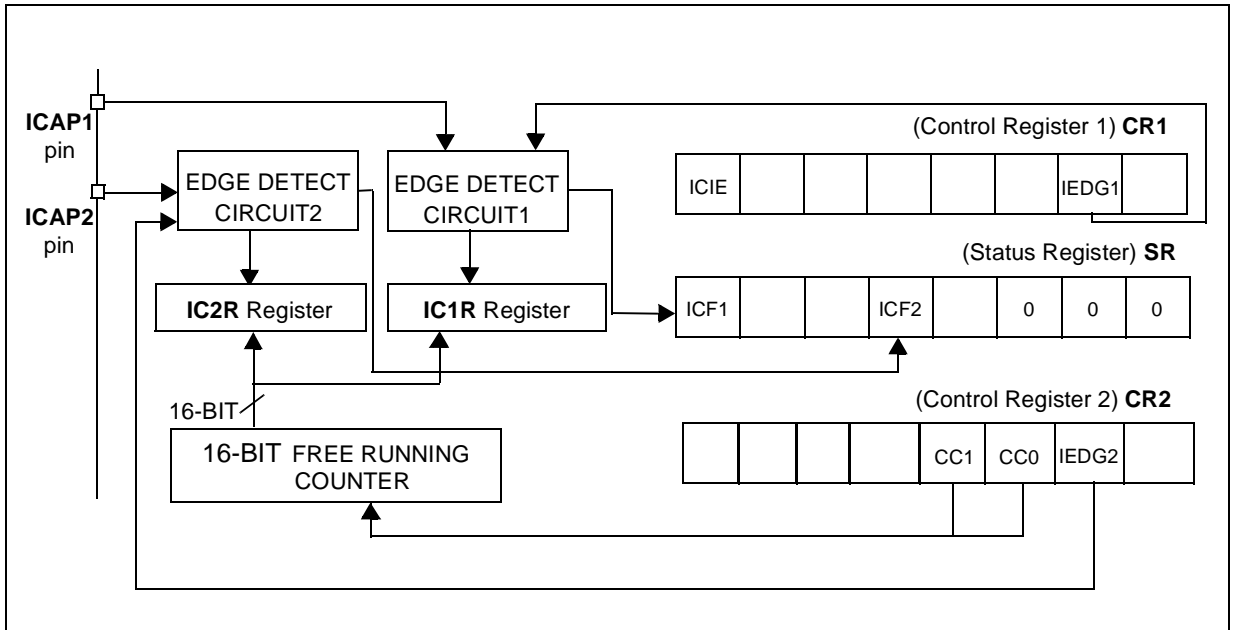 ICAP1
pin
ICAP2
pin
EDGE DETECT
CIRCUIT2
EDGE DETECT
CIRCUIT1
(Control Register 1) CR1
ICIE IEDG1
(Status Register) SR
IC2R Register
IC1R Register
ICF1 ICF2 0 0 0
16-BIT
(Control Register 2) CR2
16-BIT FREE RUNNING
COUNTER
CC1 CC0 IEDG2